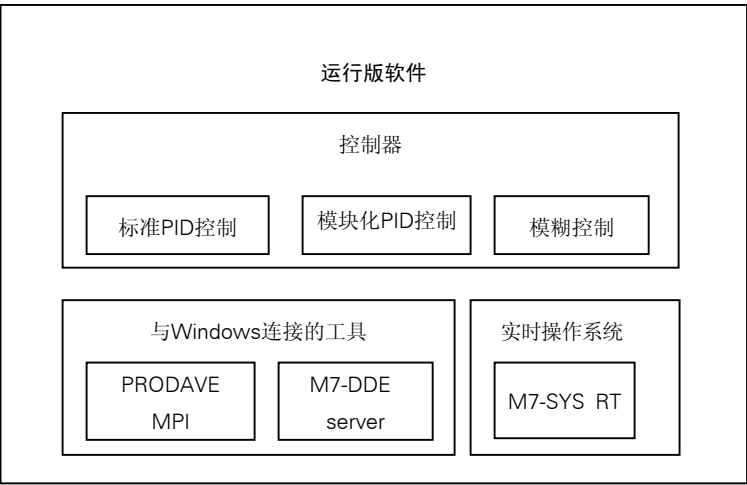 运行版软件
控制器
标准PID控制
模块化PID控制
模糊控制
与Windows连接的工具
实时操作系统
PRODAVE
MPI
M7-DDE
server
M7-SYS RT